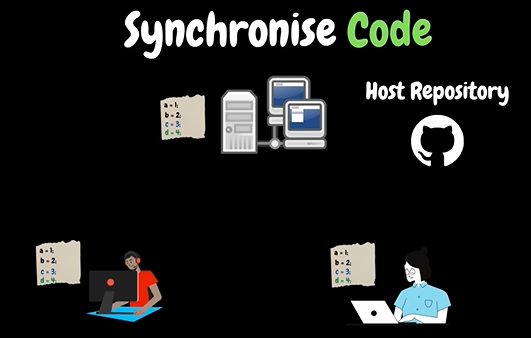 Synchronise Code
a = 1;
b = 2;
c = 3;
d = 4;
Host Repository
a = 1;
b = 2;
c = 3;
d = 4;
a = 1;
b = 2;
c = 3;
d = 4;